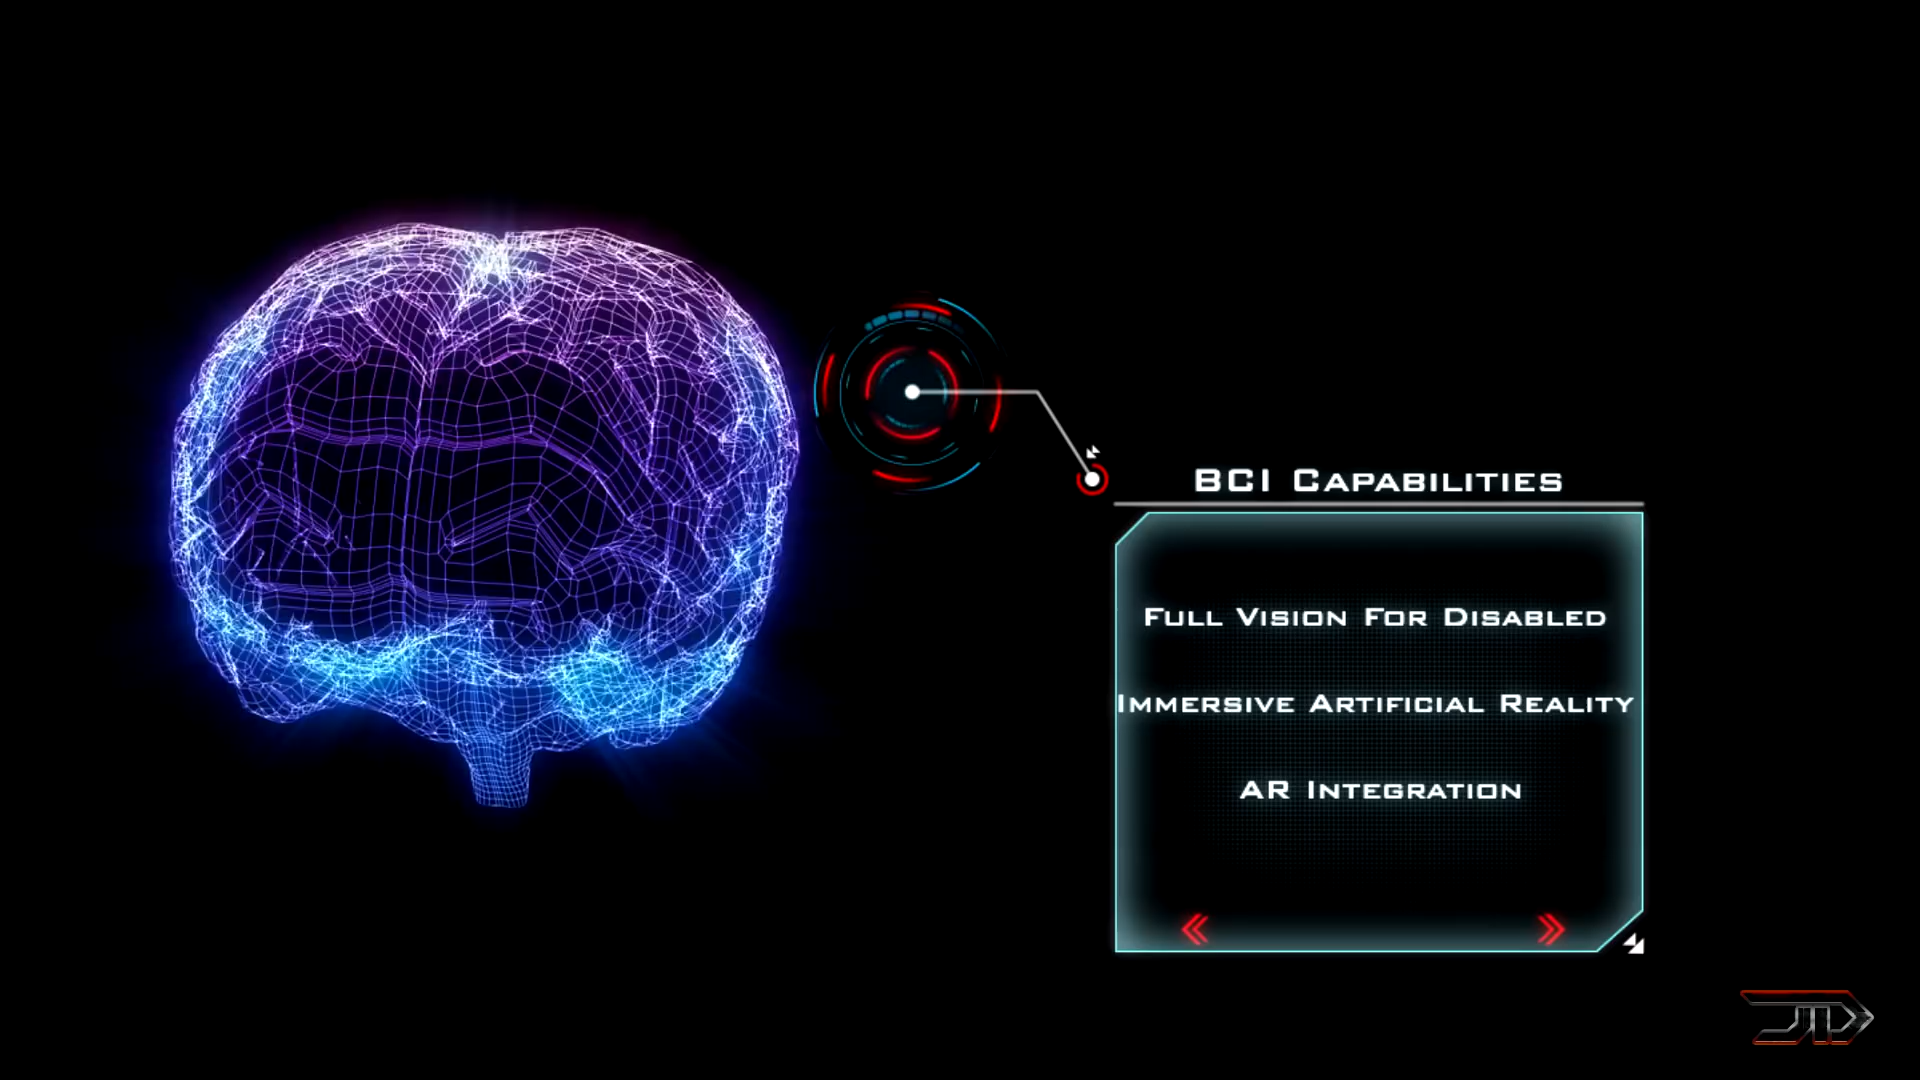 BCI Capabilities
Full Vision For Disabled
Immersive Artificial Reality
AR Integration